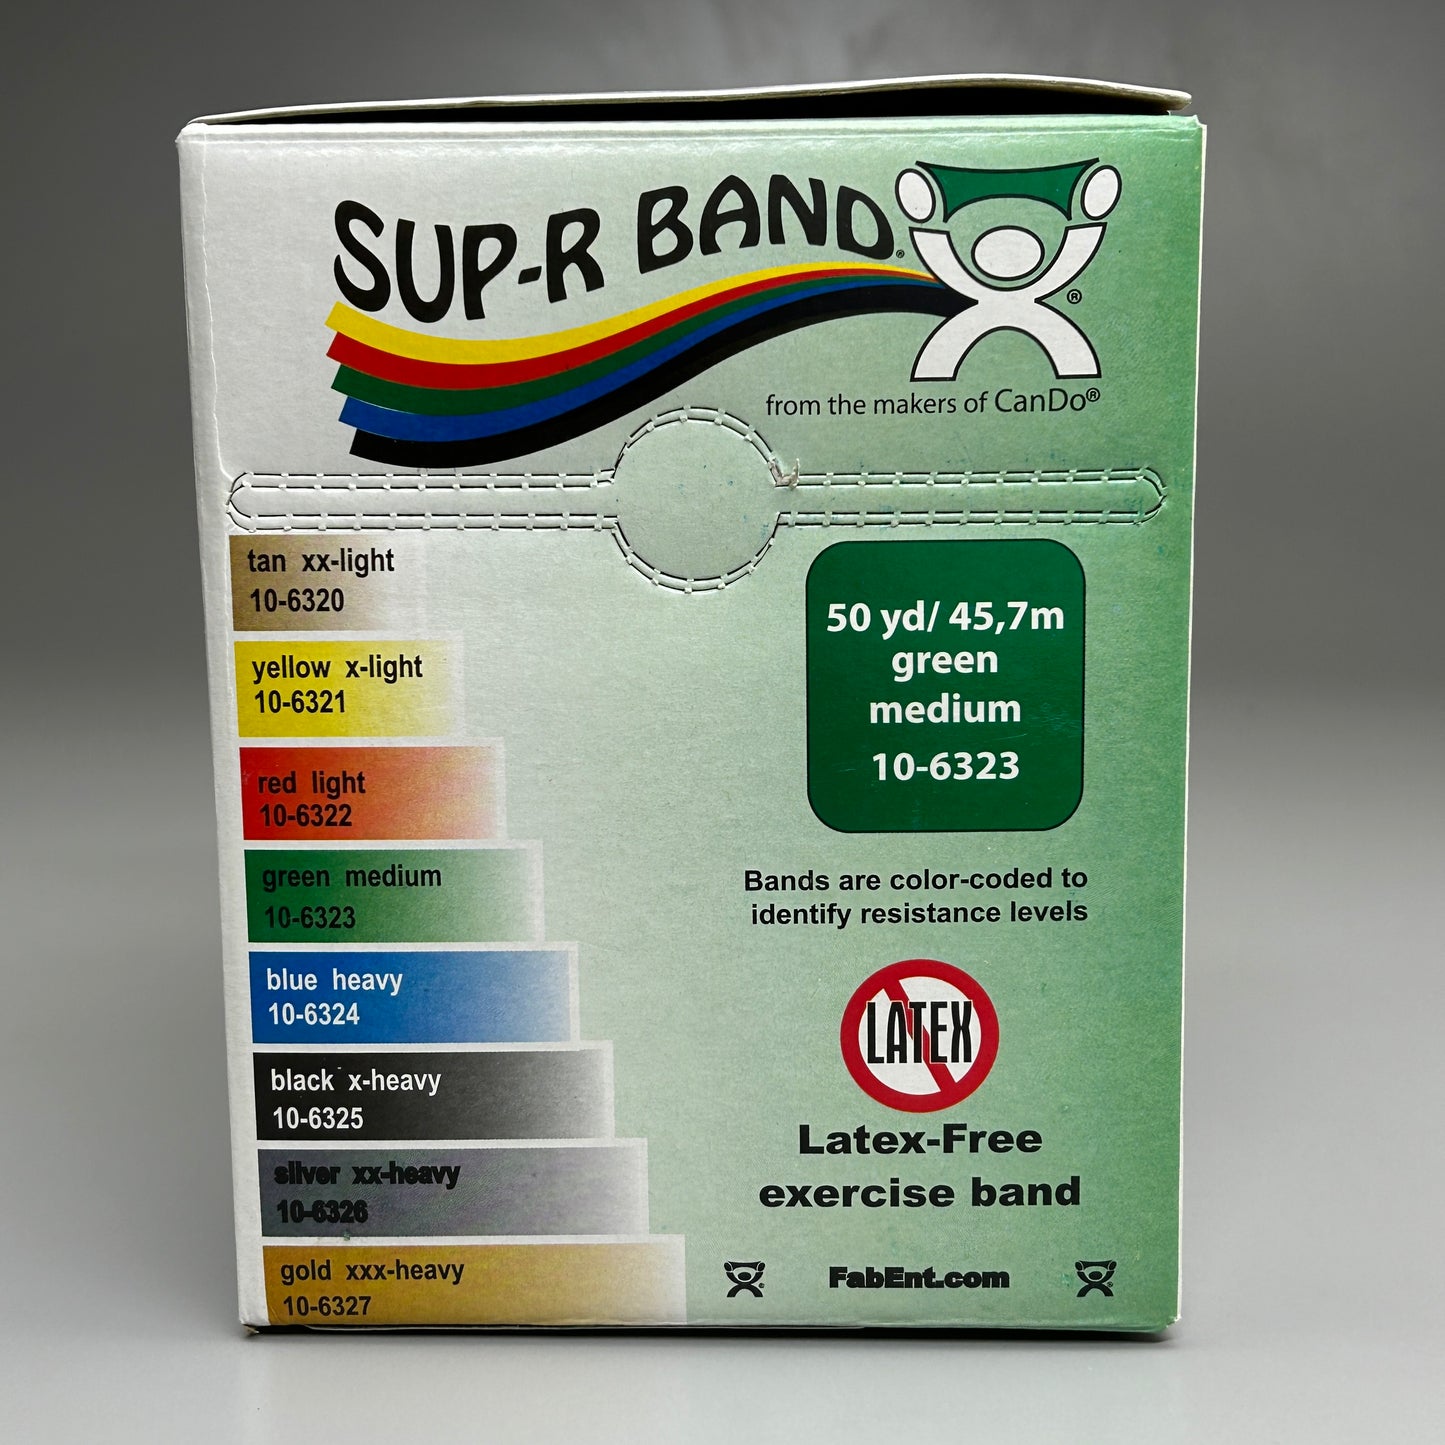 SUP-R BAND®
®
from the makers of CanDo®
tan xx-light
10-6320
yellow x-light
10-6321
red light
10-6322
green medium
10-6323
blue heavy
10-6324
black x-heavy
10-6325
silver xx-heavy
10-6326
gold xxx-heavy
10-6327
50 yd/ 45,7m
green
medium
10-6323
Bands are color-coded to
identify resistance levels
LATEX
Latex-Free
exercise band
FabEnt.com